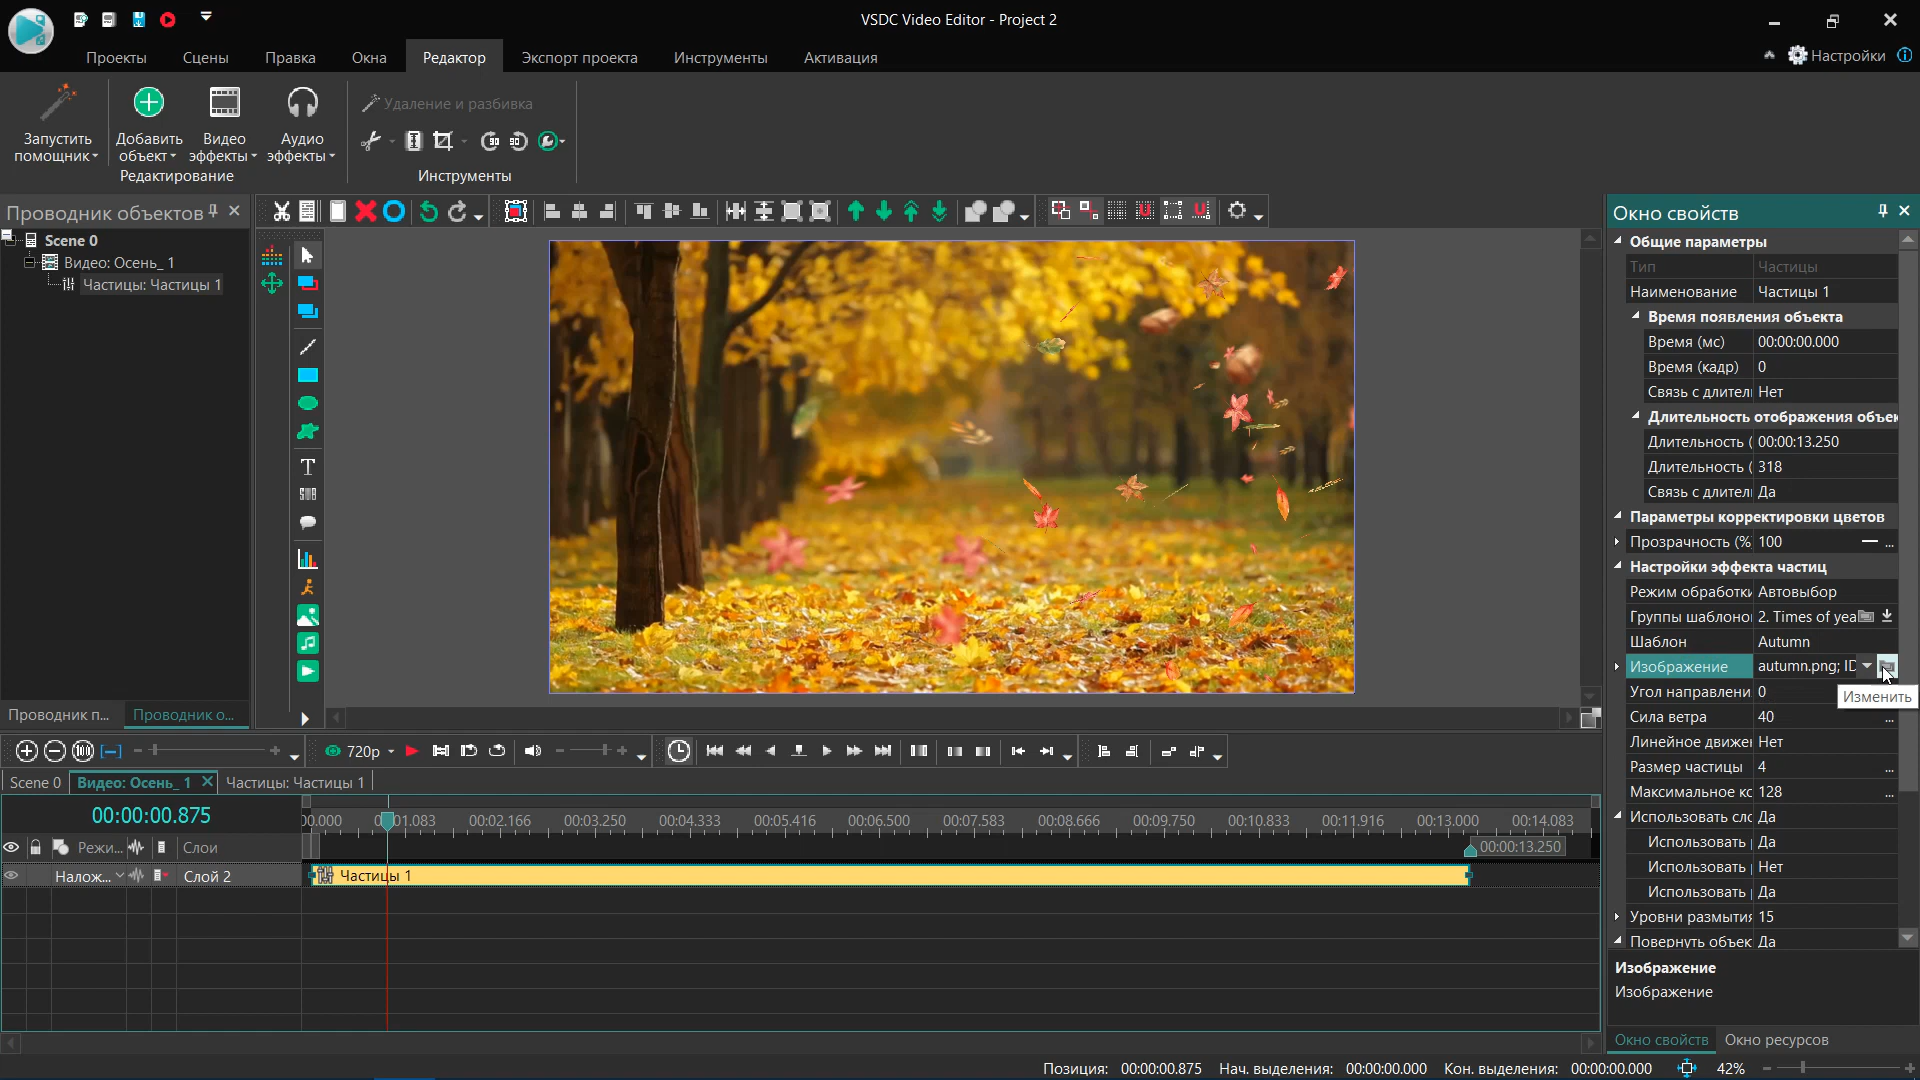 VSDC Video Editor - Project 2
Проекты
Сцены
Правка
Окна
Редактор
Экспорт проекта
Инструменты
Активация
Настройки
Запустить
помощник
Добавить
объект
Видео
эффекты
Аудио
эффекты
Редактирование
Удаление и разбивка
Инструменты
Проводник объектов
Scene 0
Видео: Осень_ 1
Частицы: Частицы 1
Проводник п...
Проводник о...
Окно свойств
Общие параметры
Тип Частицы
Наименование Частицы 1
Время появления объекта
Время (мс) 00:00:00.000
Время (кадр) 0
Связь с длител Нет
Длительность отображения объек
Длительность ( 00:00:13.250
Длительность ( 318
Связь с длител Да
Параметры корректировки цветов
Прозрачность (% 100 ...
Настройки эффекта частиц
Режим обработк Автовыбор
Группы шаблоно 2. Times of yea
Шаблон Autumn
Изображение autumn.png; ID
Изменить
Угол направлени 0
Сила ветра 40 ...
Линейное движе Нет
Размер частицы 4 ...
Максимальное ко 128 ...
Использовать сло Да
Использовать Да
Использовать Нет
Использовать Да
Уровни размытия 15
Повернуть объек Да
Изображение
Изображение
Окно свойств
Окно ресурсов
720p
Scene 0
Видео: Осень_ 1
Частицы: Частицы 1
00:00:00.875
00:01.083 00:02.166 00:03.250 00:04.333 00:05.416 00:06.500 00:07.583 00:08.666 00:09.750 00:10.833 00:11.916 00:13.000 00:14.083
00:00:13.250
Режи...
Слои
Налож...
Слой 2
Частицы 1
Позиция: 00:00:00.875 Нач. выделения: 00:00:00.000 Кон. выделения: 00:00:00.000 42%